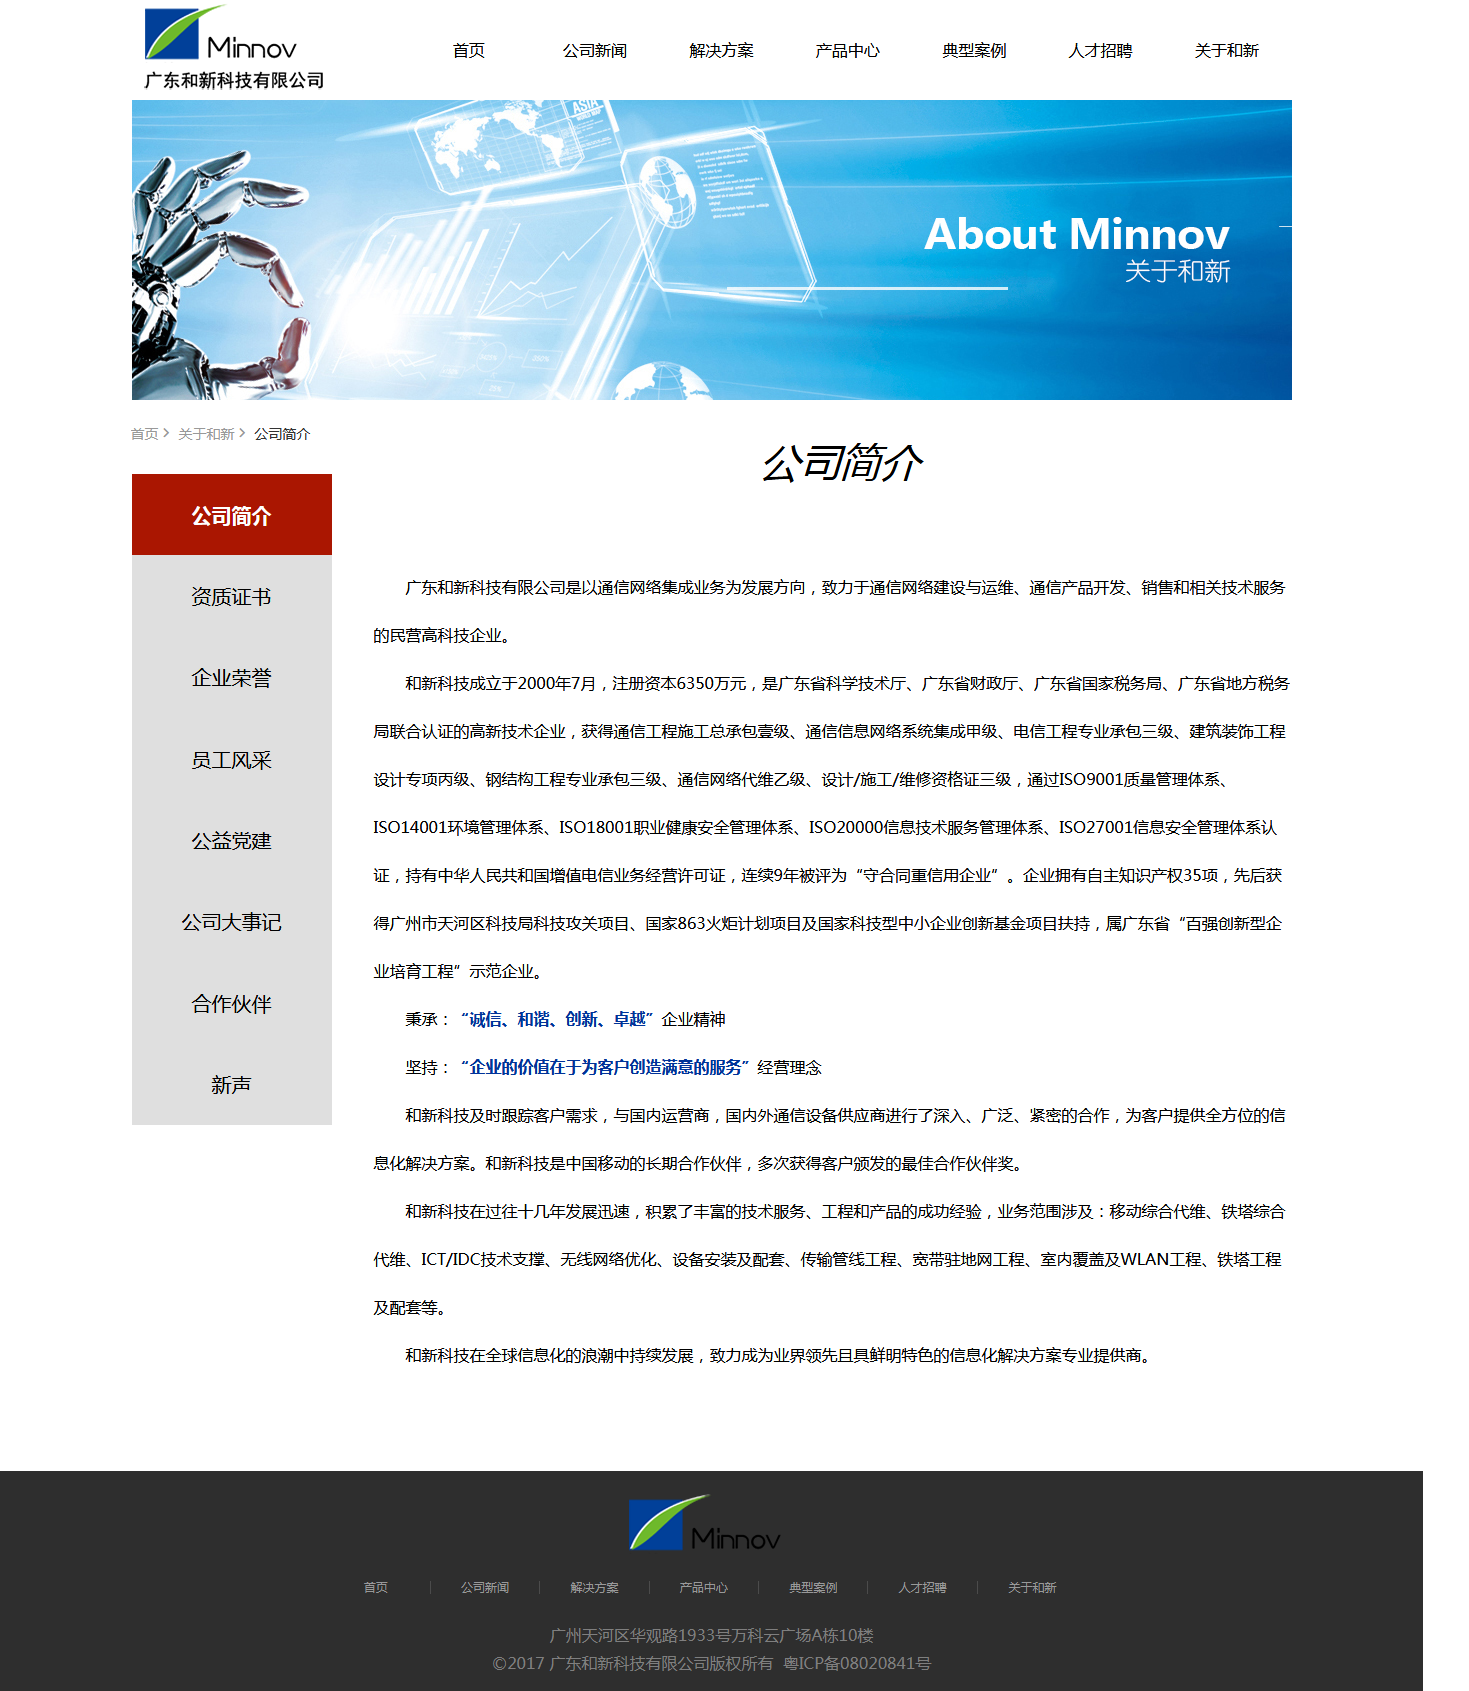 Minnov
广东和新科技有限公司
首页 公司新闻 解决方案 产品中心 典型案例 人才招聘 关于和新
ASIA
About Minnov
关于和新
首页 > 关于和新 > 公司简介
公司简介
公司简介
资质证书
企业荣誉
员工风采
公益党建
公司大事记
合作伙伴
新声
广东和新科技有限公司是以通信网络集成业务为发展方向，致力于通信网络建设与运维、通信产品开发、销售和相关技术服务
的民营高科技企业。
和新科技成立于2000年7月，注册资本6350万元，是广东省科学技术厅、广东省财政厅、广东省国家税务局、广东省地方税务
局联合认证的高新技术企业，获得通信工程施工总承包壹级、通信信息网络系统集成甲级、电信工程专业承包三级、建筑装饰工程
设计专项丙级、钢结构工程专业承包三级、通信网络代维乙级、设计/施工/维修资格证三级，通过ISO9001质量管理体系、
ISO14001环境管理体系、ISO18001职业健康安全管理体系、ISO20000信息技术服务管理体系、ISO27001信息安全管理体系认
证，持有中华人民共和国增值电信业务经营许可证，连续9年被评为“守合同重信用企业”。企业拥有自主知识产权35项，先后获
得广州市天河区科技局科技攻关项目、国家863火炬计划项目及国家科技型中小企业创新基金项目扶持，属广东省“百强创新型企
业培育工程”示范企业。
秉承：“诚信、和谐、创新、卓越”企业精神
坚持：“企业的价值在于为客户创造满意的服务”经营理念
和新科技及时跟踪客户需求，与国内运营商，国内外通信设备供应商进行了深入、广泛、紧密的合作，为客户提供全方位的信
息化解决方案。和新科技是中国移动的长期合作伙伴，多次获得客户颁发的最佳合作伙伴奖。
和新科技在过往十几年发展迅速，积累了丰富的技术服务、工程和产品的成功经验，业务范围涉及：移动综合代维、铁塔综合
代维、ICT/IDC技术支撑、无线网络优化、设备安装及配套、传输管线工程、宽带驻地网工程、室内覆盖及WLAN工程、铁塔工程
及配套等。
和新科技在全球信息化的浪潮中持续发展，致力成为业界领先且具鲜明特色的信息化解决方案专业提供商。
Minnov
首页 公司新闻 解决方案 产品中心 典型案例 人才招聘 关于和新
广州天河区华观路1933号万科云广场A栋10楼
©2017 广东和新科技有限公司版权所有 粤ICP备08020841号